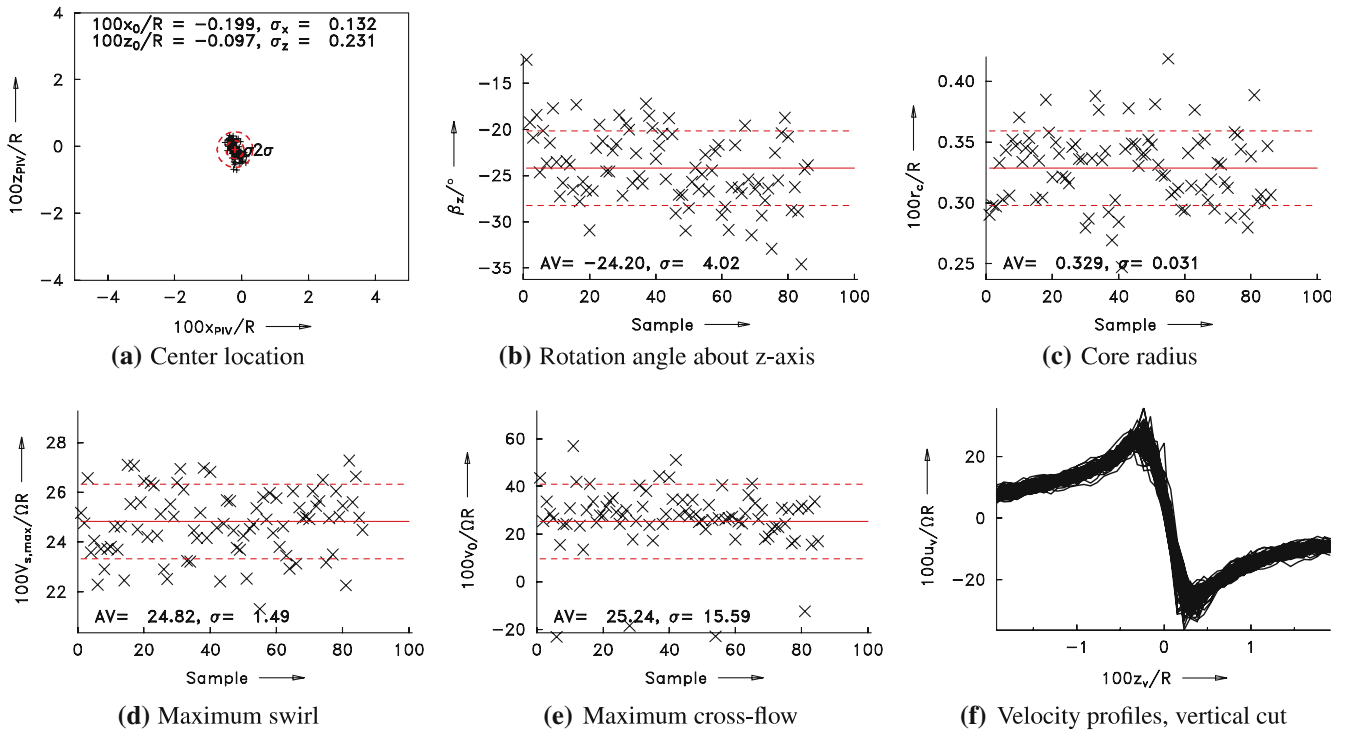 100x₀/R = −0.199, σₓ = 0.132
100z₀/R = −0.097, σ_z = 0.231
4
2
0
−2
−4
100z_PIV/R
σ2σ
−4 −2 0 2 4
100x_PIV/R
(a) Center location
−15
−20
−25
−30
−35
β_z/°
AV= −24.20, σ= 4.02
0 20 40 60 80 100
Sample
(b) Rotation angle about z-axis
0.40
0.35
0.30
0.25
100r_c/R
AV= 0.329, σ= 0.031
0 20 40 60 80 100
Sample
(c) Core radius
28
26
24
22
100V_s,max/ΩR
AV= 24.82, σ= 1.49
0 20 40 60 80 100
Sample
(d) Maximum swirl
60
40
20
0
−20
100v₀/ΩR
AV= 25.24, σ= 15.59
0 20 40 60 80 100
Sample
(e) Maximum cross-flow
20
0
−20
100u_v/ΩR
−1 0 1
100z_v/R
(f) Velocity profiles, vertical cut